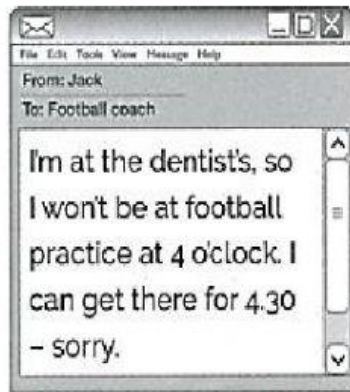 File Edit Tools View Message Help
From: Jack
To: Football coach
I'm at the dentist's, so
I won't be at football
practice at 4 o'clock. I
can get there for 4.30
– sorry.